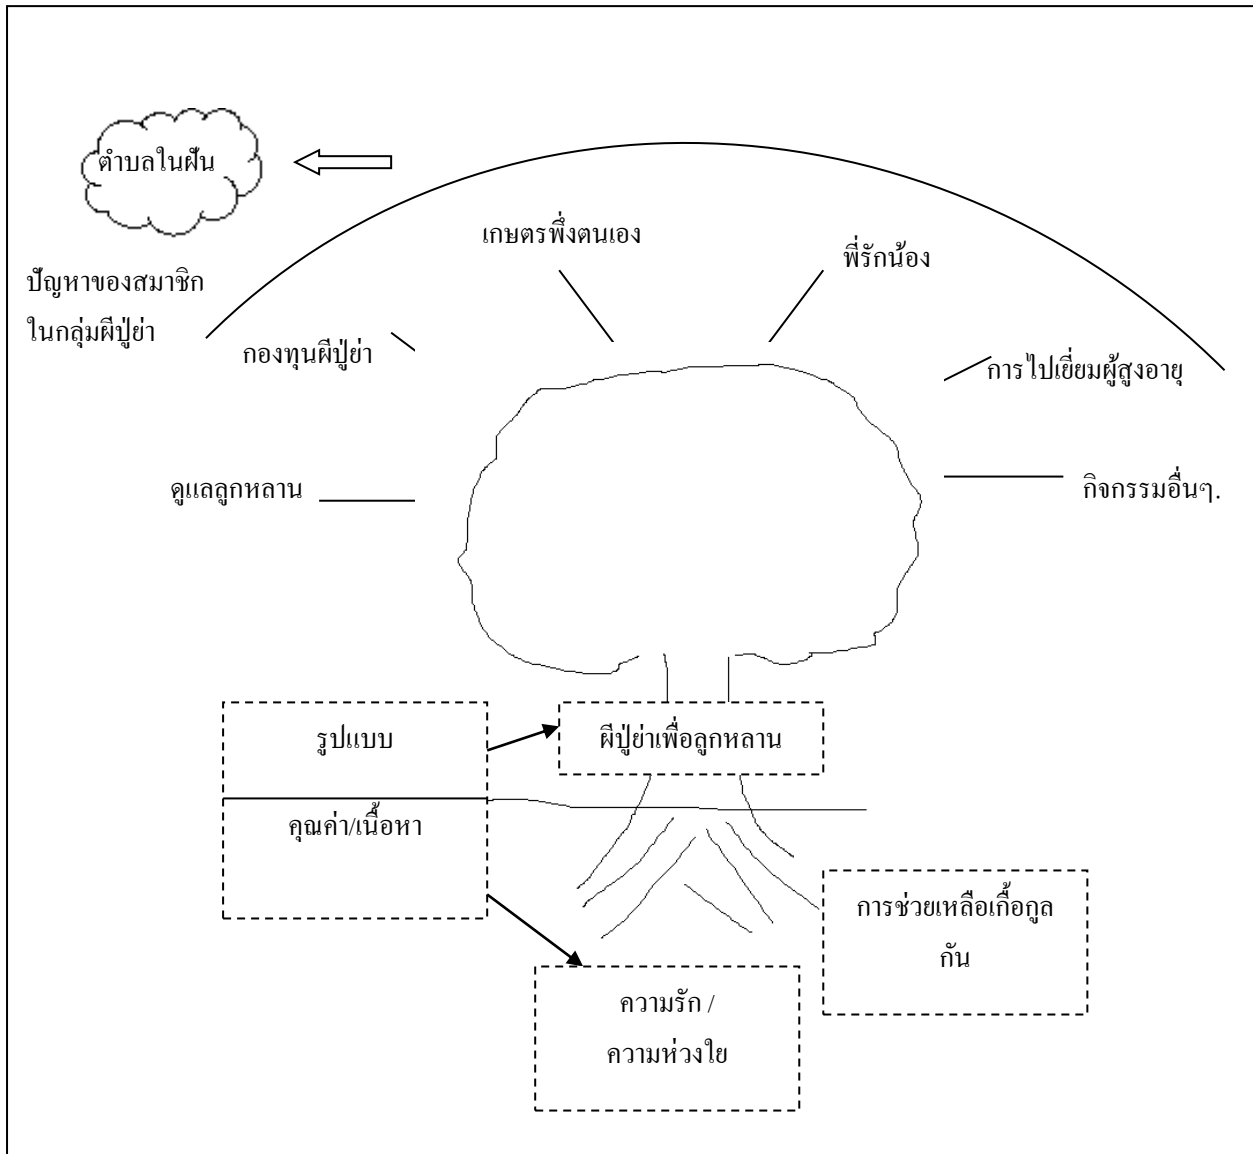 ตำบลในฝัน
เกษตรพึ่งตนเอง
พี่รักน้อง
ปัญหาของสมาชิก
ในกลุ่มผีปู่ย่า
กองทุนผีปู่ย่า
การไปเยี่ยมผู้สูงอายุ
ดูแลลูกหลาน
กิจกรรมอื่นๆ.
รูปแบบ
ผีปู่ย่าเพื่อลูกหลาน
คุณค่า/เนื้อหา
การช่วยเหลือเกื้อกูล
กัน
ความรัก /
ความห่วงใย